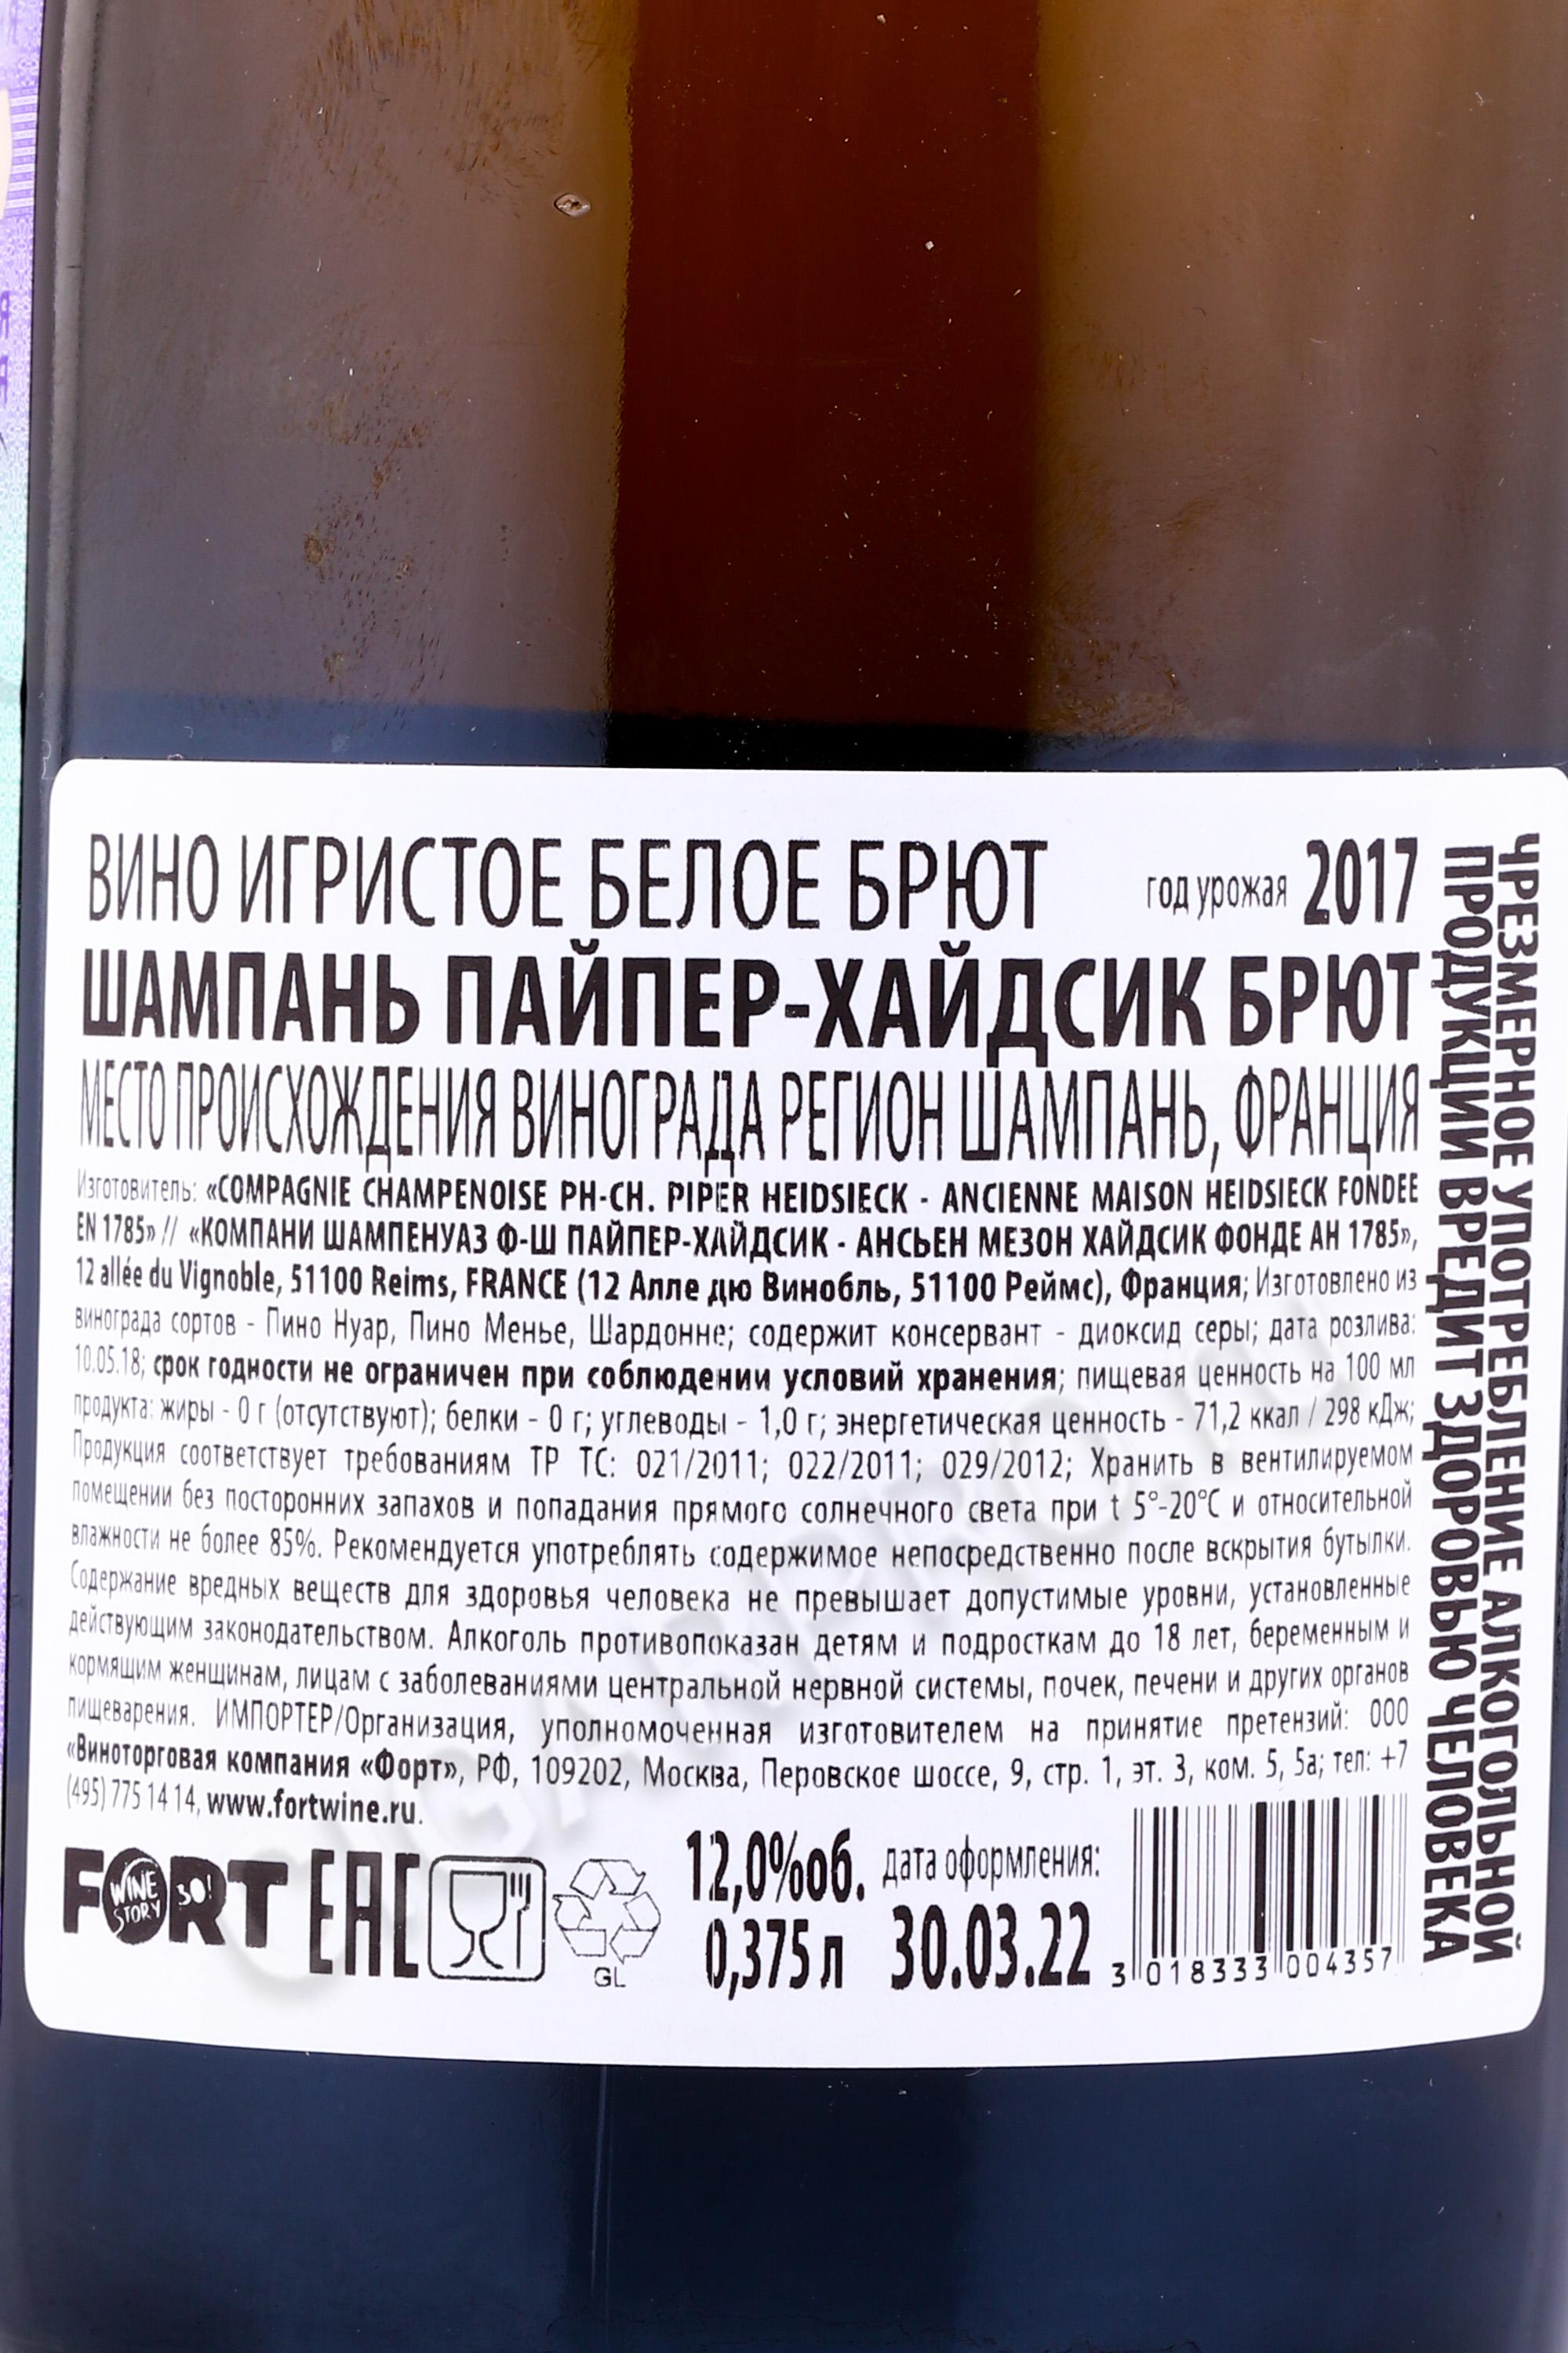 ВИНО ИГРИСТОЕ БЕЛОЕ БРЮТ год урожая 2017
ШАМПАНЬ ПАЙПЕР-ХАЙДСИК БРЮТ
МЕСТО ПРОИСХОЖДЕНИЯ ВИНОГРАДА РЕГИОН ШАМПАНЬ, ФРАНЦИЯ
Изготовитель: «COMPAGNIE CHAMPENOISE PH-CH. PIPER HEIDSIECK - ANCIENNE MAISON HEIDSIECK FONDEE
EN 1785» // «КОМПАНИ ШАМПЕНУАЗ Ф-Ш ПАЙПЕР-ХАЙДСИК - АНСЬЕН МЕЗОН ХАЙДСИК ФОНДЕ АН 1785»,
12 allée du Vignoble, 51100 Reims, FRANCE (12 Алле дю Винобль, 51100 Реймс), Франция; Изготовлено из
винограда сортов - Пино Нуар, Пино Менье, Шардонне; содержит консервант - диоксид серы; дата розлива:
10.05.18; срок годности не ограничен при соблюдении условий хранения; пищевая ценность на 100 мл
продукта: жиры - 0 г (отсутствуют); белки - 0 г; углеводы - 1,0 г; энергетическая ценность - 71,2 ккал / 298 кДж;
Продукция соответствует требованиям ТР ТС: 021/2011; 022/2011; 029/2012; Хранить в вентилируемом
помещении без посторонних запахов и попадания прямого солнечного света при t 5°-20°C и относительной
влажности не более 85%. Рекомендуется употреблять содержимое непосредственно после вскрытия бутылки.
Содержание вредных веществ для здоровья человека не превышает допустимые уровни, установленные
действующим законодательством. Алкоголь противопоказан детям и подросткам до 18 лет, беременным и
кормящим женщинам, лицам с заболеваниями центральной нервной системы, почек, печени и других органов
пищеварения. ИМПОРТЕР/Организация, уполномоченная изготовителем на принятие претензий: ООО
«Виноторговая компания «Форт», РФ, 109202, Москва, Перовское шоссе, 9, стр. 1, эт. 3, ком. 5, 5а; тел: +7
(495) 775 14 14, www.fortwine.ru.
FORT WINE STORY 30! EAC
GL
12,0%об. дата оформления:
0,375 л 30.03.22
3 018333 004357
ЧРЕЗМЕРНОЕ УПОТРЕБЛЕНИЕ АЛКОГОЛЬНОЙ
ПРОДУКЦИИ ВРЕДИТ ЗДОРОВЬЮ ЧЕЛОВЕКА